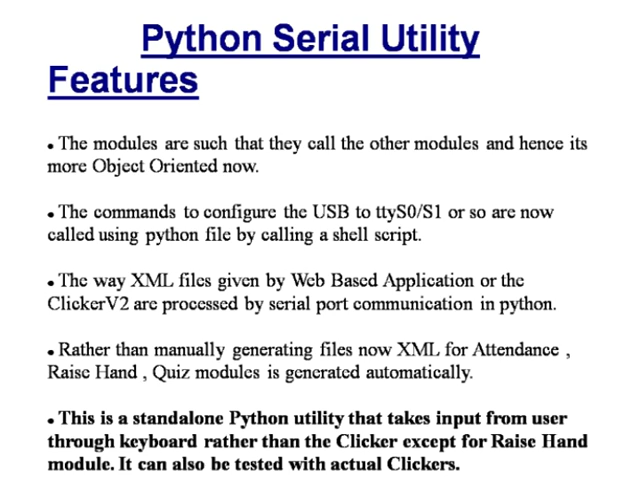 Python Serial Utility
Features
• The modules are such that they call the other modules and hence its
more Object Oriented now.
• The commands to configure the USB to ttyS0/S1 or so are now
called using python file by calling a shell script.
• The way XML files given by Web Based Application or the
ClickerV2 are processed by serial port communication in python.
• Rather than manually generating files now XML for Attendance ,
Raise Hand , Quiz modules is generated automatically.
• This is a standalone Python utility that takes input from user
through keyboard rather than the Clicker except for Raise Hand
module. It can also be tested with actual Clickers.